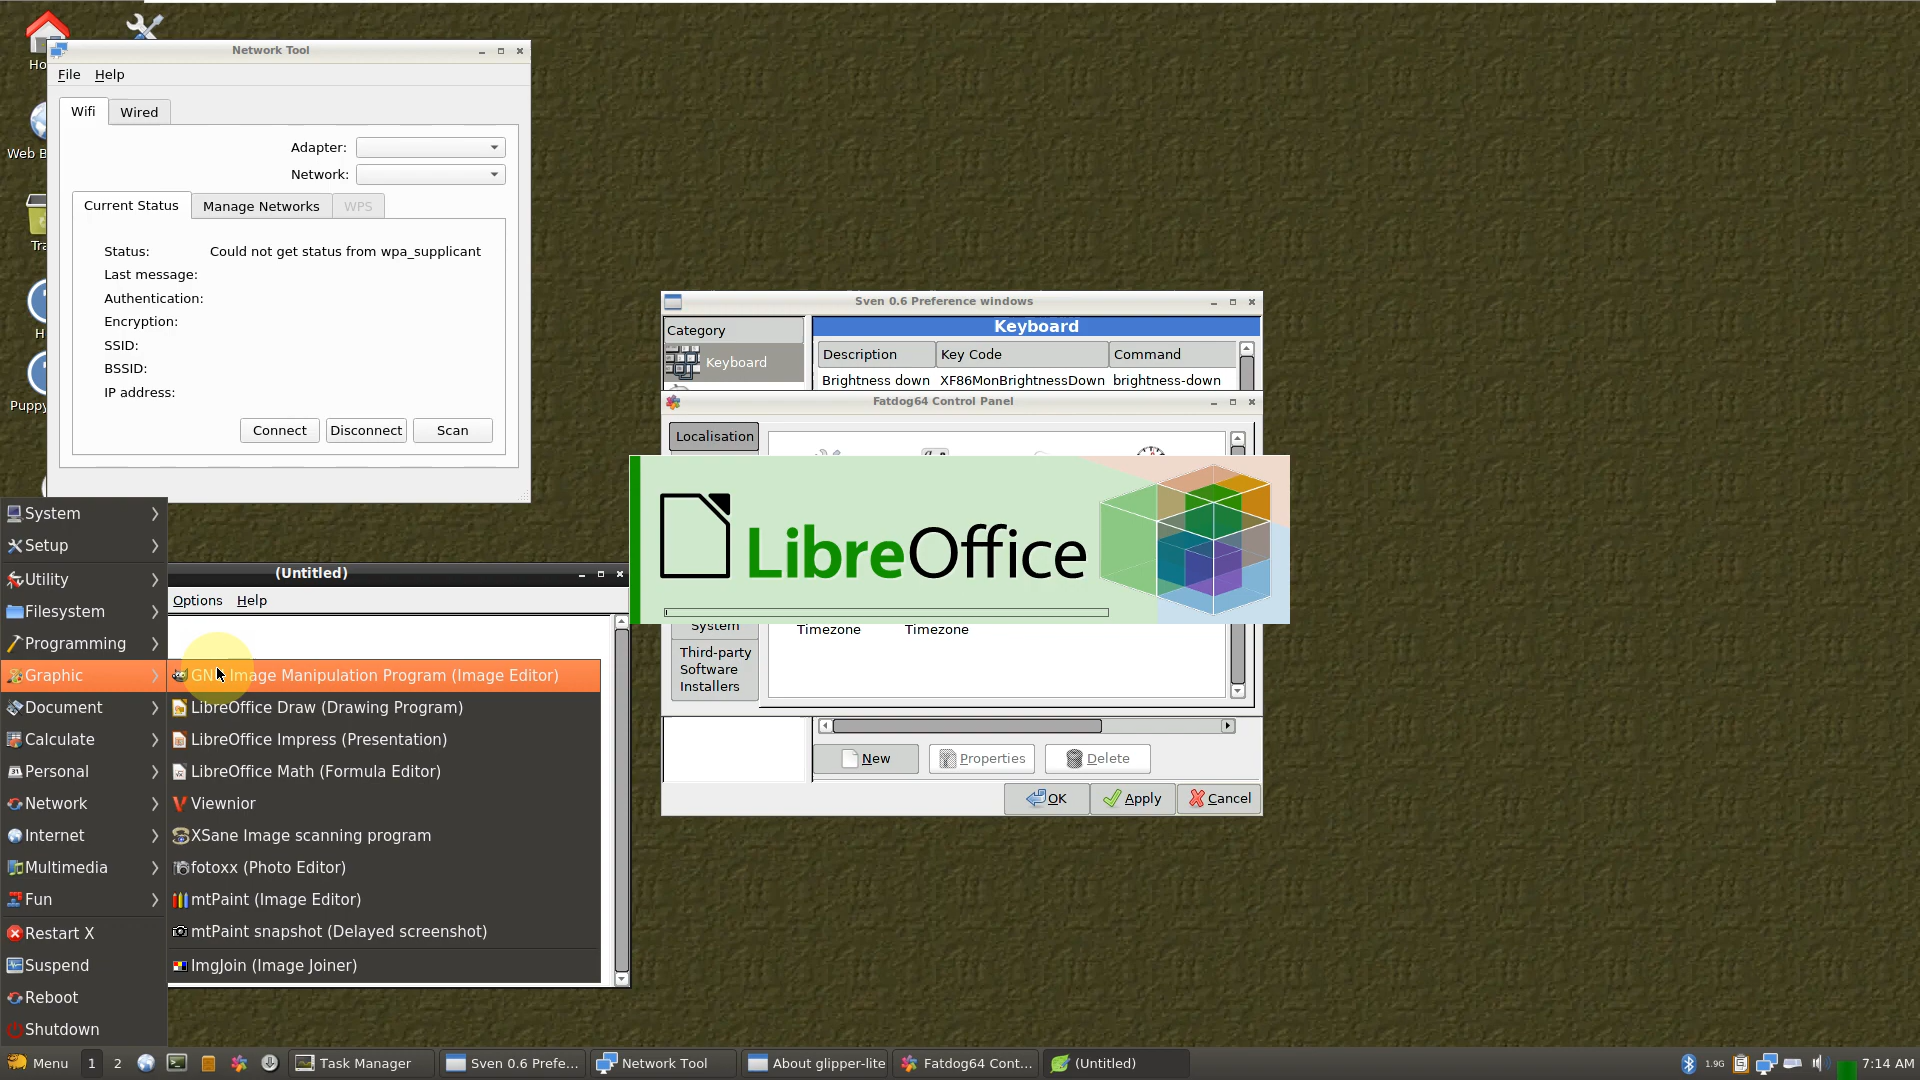 Ho
Web B
Tra
H
Puppy
Network Tool
File Help
Wifi Wired
Adapter:
Network:
Current Status Manage Networks WPS
Status: Could not get status from wpa_supplicant
Last message:
Authentication:
Encryption:
SSID:
BSSID:
IP address:
Connect Disconnect Scan
Sven 0.6 Preference windows
Category
Keyboard
Keyboard
Description Key Code Command
Brightness down XF86MonBrightnessDown brightness-down
Fatdog64 Control Panel
Localisation
LibreOffice
System
Timezone Timezone
Third-party
Software
Installers
New Properties Delete
OK Apply Cancel
(Untitled)
Options Help
System
Setup
Utility
Filesystem
Programming
Graphic
Document
Calculate
Personal
Network
Internet
Multimedia
Fun
Restart X
Suspend
Reboot
Shutdown
GNU Image Manipulation Program (Image Editor)
LibreOffice Draw (Drawing Program)
LibreOffice Impress (Presentation)
LibreOffice Math (Formula Editor)
Viewnior
XSane Image scanning program
fotoxx (Photo Editor)
mtPaint (Image Editor)
mtPaint snapshot (Delayed screenshot)
ImgJoin (Image Joiner)
Menu 1 2 Task Manager Sven 0.6 Prefe... Network Tool About glipper-lite Fatdog64 Cont... (Untitled) 1.9G 7:14 AM